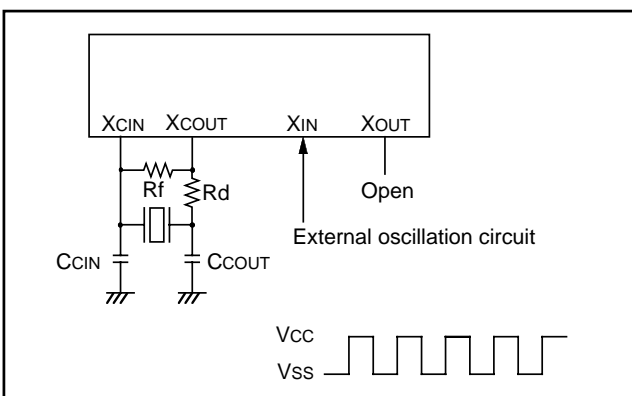 XCIN XCOUT XIN XOUT
Rf
Rd
Open
External oscillation circuit
CCIN
CCOUT
VCC
VSS